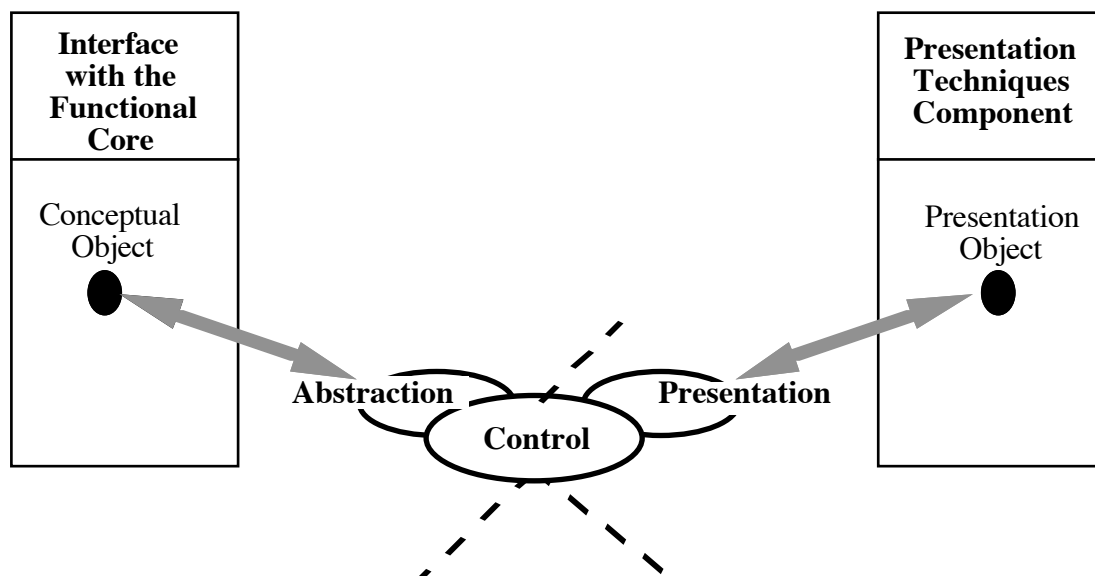 Interface
with the
Functional
Core
Presentation
Techniques
Component
Conceptual
Object
Presentation
Object
Abstraction
Presentation
Control